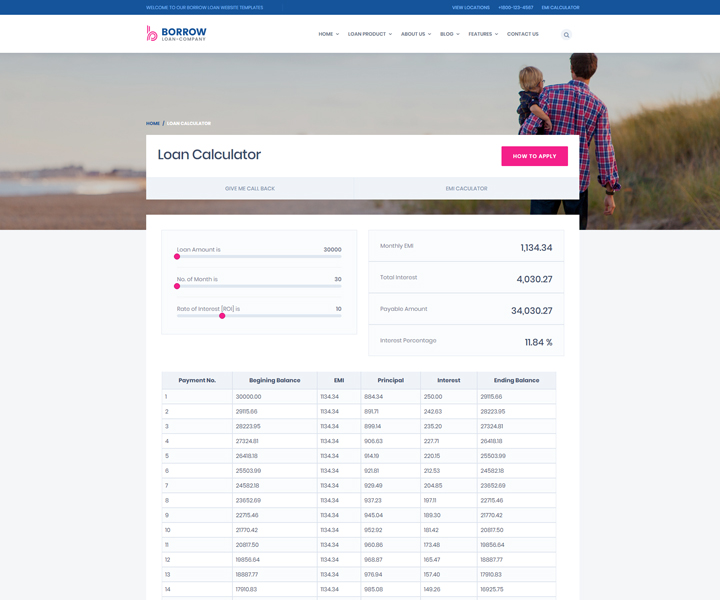 WELCOME TO OUR BORROW LOAN WEBSITE TEMPLATES VIEW LOCATIONS +1800-123-4567 EMI CALCULATOR
BORROW
LOAN-COMPANY
HOME LOAN PRODUCT ABOUT US BLOG FEATURES CONTACT US
HOME / LOAN CALCULATOR
Loan Calculator HOW TO APPLY
GIVE ME CALL BACK EMI CACULATOR
Loan Amount is 30000
No. of Month is 30
Rate of Interest [ROI] is 10
Monthly EMI 1,134.34
Total Interest 4,030.27
Payable Amount 34,030.27
Interest Percentage 11.84 %
Payment No. Begining Balance EMI Principal Interest Ending Balance
1 30000.00 1134.34 884.34 250.00 29115.66
2 29115.66 1134.34 891.71 242.63 28223.95
3 28223.95 1134.34 899.14 235.20 27324.81
4 27324.81 1134.34 906.63 227.71 26418.18
5 26418.18 1134.34 914.19 220.15 25503.99
6 25503.99 1134.34 921.81 212.53 24582.18
7 24582.18 1134.34 929.49 204.85 23652.69
8 23652.69 1134.34 937.23 197.11 22715.46
9 22715.46 1134.34 945.04 189.30 21770.42
10 21770.42 1134.34 952.92 181.42 20817.50
11 20817.50 1134.34 960.86 173.48 19856.64
12 19856.64 1134.34 968.87 165.47 18887.77
13 18887.77 1134.34 976.94 157.40 17910.83
14 17910.83 1134.34 985.08 149.26 16925.75